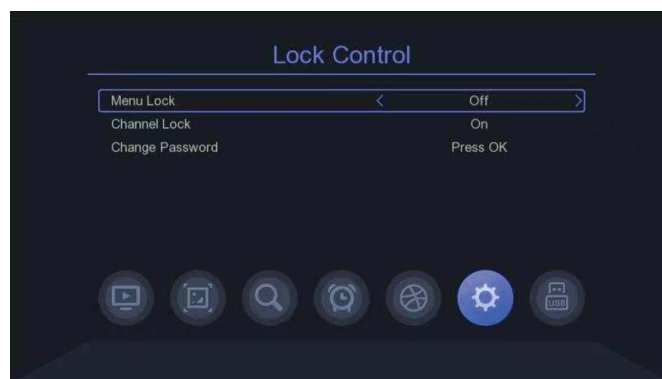 Lock Control
Menu Lock < Off >
Channel Lock On
Change Password Press OK
USB